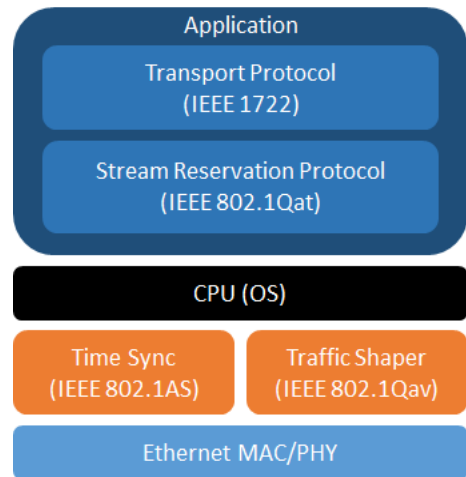 Application
Transport Protocol
(IEEE 1722)
Stream Reservation Protocol
(IEEE 802.1Qat)
CPU (OS)
Time Sync
(IEEE 802.1AS)
Traffic Shaper
(IEEE 802.1Qav)
Ethernet MAC/PHY